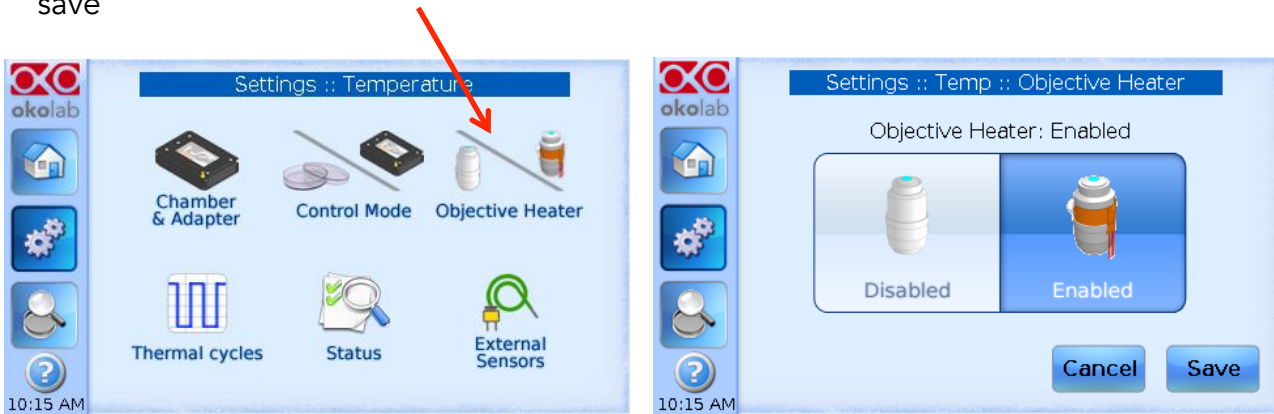 save
okolab
Settings :: Temperature
Chamber
& Adapter
Control Mode
Objective Heater
Thermal cycles
Status
External
Sensors
?
10:15 AM
okolab
Settings :: Temp :: Objective Heater
Objective Heater: Enabled
Disabled
Enabled
Cancel
Save
?
10:15 AM